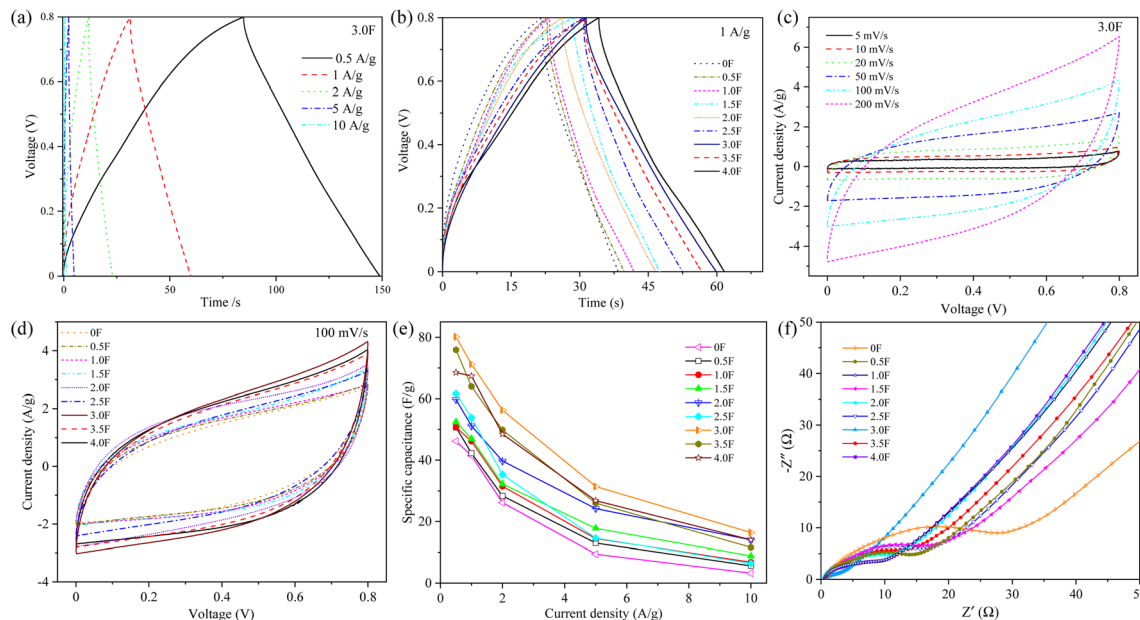 (a)
3.0F
0.5 A/g
1 A/g
2 A/g
5 A/g
10 A/g
0.8
0.6
0.4
0.2
0.0
Voltage (V)
0
50
100
150
Time /s
(b)
1 A/g
0F
0.5F
1.0F
1.5F
2.0F
2.5F
3.0F
3.5F
4.0F
0.8
0.6
0.4
0.2
0.0
Voltage (V)
0
15
30
45
60
Time (s)
(c)
3.0F
5 mV/s
10 mV/s
20 mV/s
50 mV/s
100 mV/s
200 mV/s
6
4
2
0
-2
-4
Current density (A/g)
0
0.2
0.4
0.6
0.8
Voltage (V)
(d)
100 mV/s
0F
0.5F
1.0F
1.5F
2.0F
2.5F
3.0F
3.5F
4.0F
4
2
0
-2
-4
Current density (A/g)
0
0.2
0.4
0.6
0.8
Voltage (V)
(e)
0F
0.5F
1.0F
1.5F
2.0F
2.5F
3.0F
3.5F
4.0F
80
60
40
20
0
Specific capacitance (F/g)
0
2
4
6
8
10
Current density (A/g)
(f)
0F
0.5F
1.0F
1.5F
2.0F
2.5F
3.0F
3.5F
4.0F
50
40
30
20
10
0
-Z″ (Ω)
0
10
20
30
40
50
Z′ (Ω)